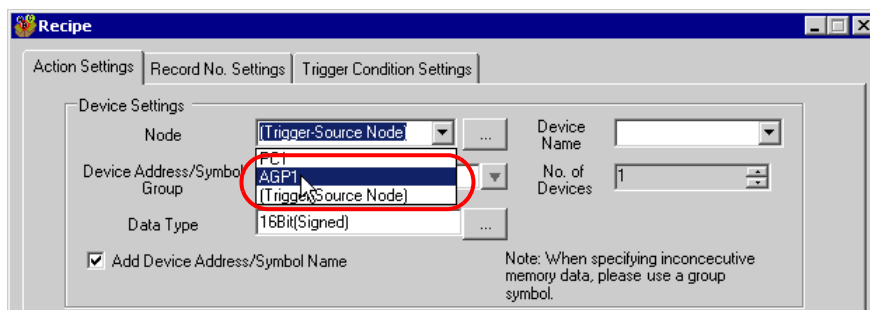 Recipe
Action Settings Record No. Settings Trigger Condition Settings
Device Settings
Node (Trigger-Source Node) ... Device Name
PC1
AGP1
(Trigger-Source Node)
Device Address/Symbol Group No. of Devices 1
Data Type 16Bit(Signed) ...
Add Device Address/Symbol Name
Note: When specifying inconcecutive
memory data, please use a group
symbol.